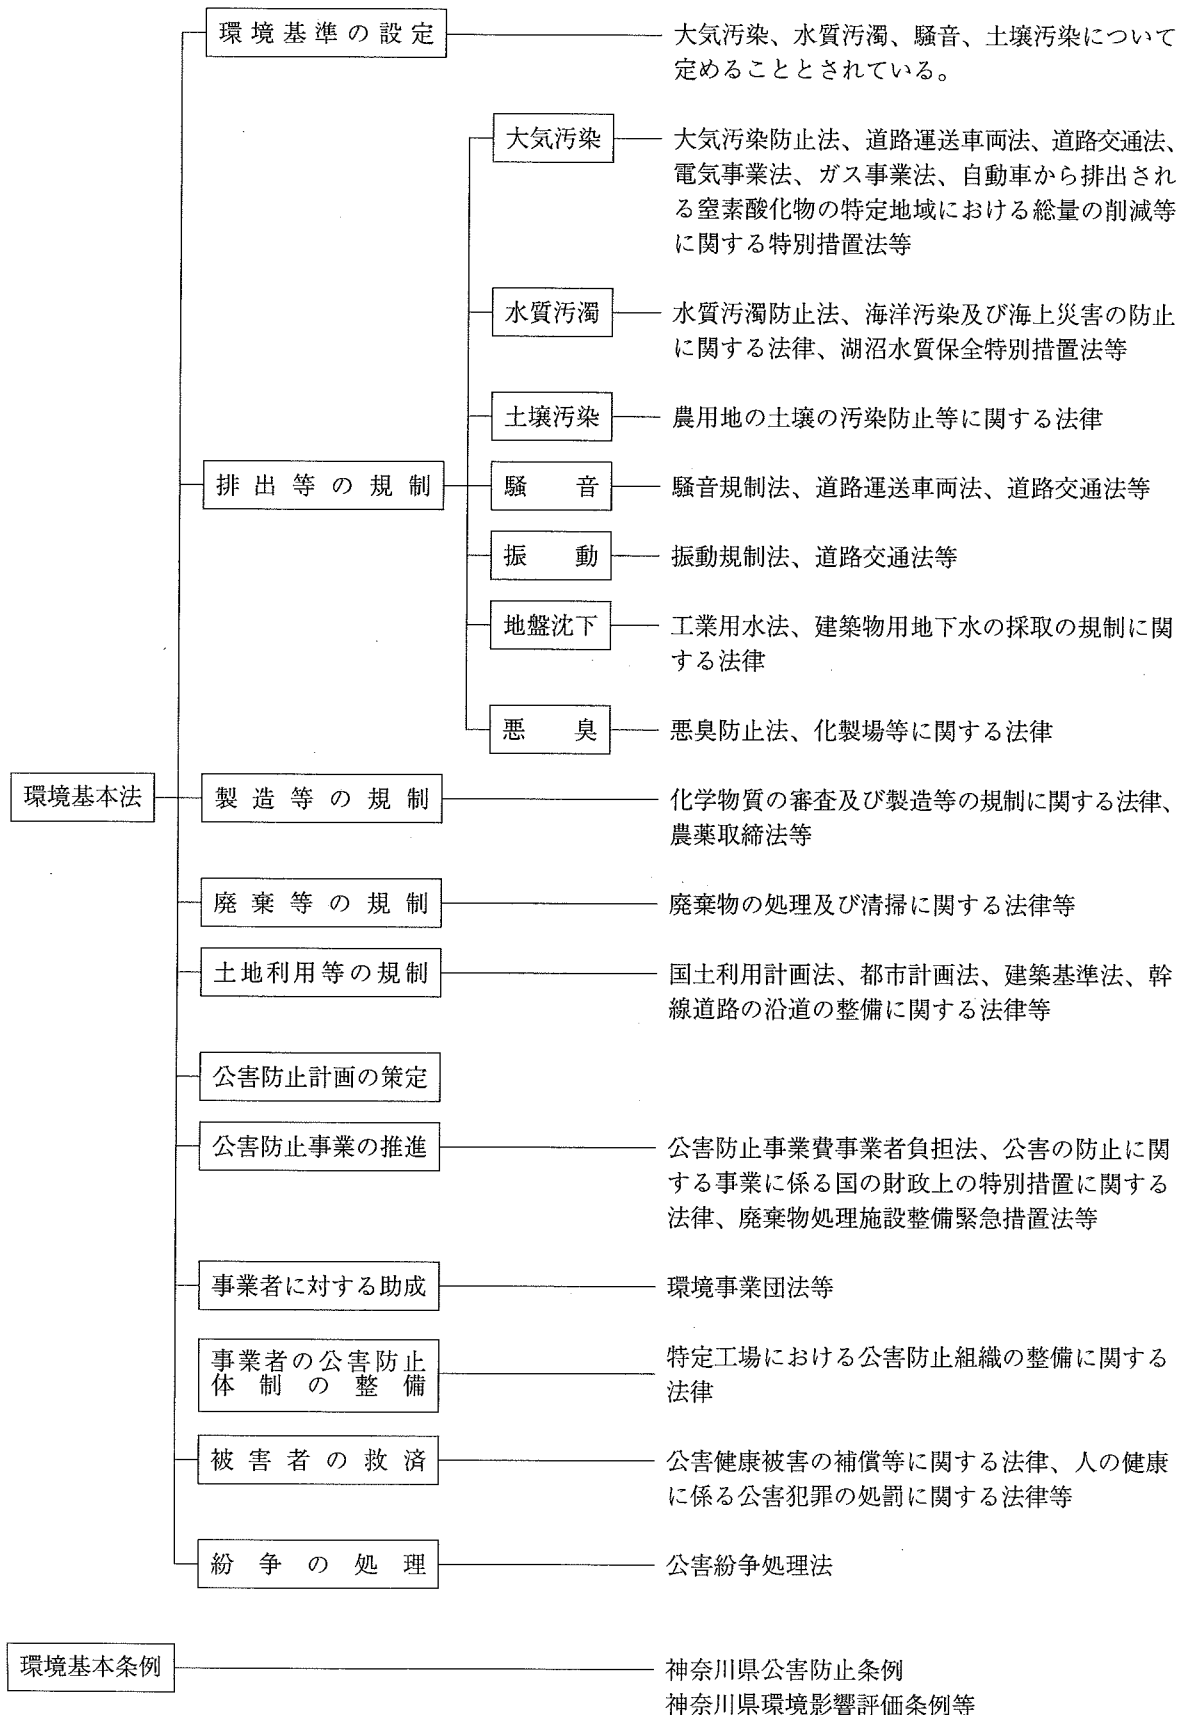 環境基準の設定
大気汚染、水質汚濁、騒音、土壌汚染について
定めることとされている。
大気汚染
大気汚染防止法、道路運送車両法、道路交通法、
電気事業法、ガス事業法、自動車から排出され
る窒素酸化物の特定地域における総量の削減等
に関する特別措置法等
水質汚濁
水質汚濁防止法、海洋汚染及び海上災害の防止
に関する法律、湖沼水質保全特別措置法等
土壌汚染
農用地の土壌の汚染防止等に関する法律
排出等の規制
騒音
騒音規制法、道路運送車両法、道路交通法等
振動
振動規制法、道路交通法等
地盤沈下
工業用水法、建築物用地下水の採取の規制に関
する法律
悪臭
悪臭防止法、化製場等に関する法律
環境基本法
製造等の規制
化学物質の審査及び製造等の規制に関する法律、
農薬取締法等
廃棄等の規制
廃棄物の処理及び清掃に関する法律等
土地利用等の規制
国土利用計画法、都市計画法、建築基準法、幹
線道路の沿道の整備に関する法律等
公害防止計画の策定
公害防止事業の推進
公害防止事業費事業者負担法、公害の防止に関
する事業に係る国の財政上の特別措置に関する
法律、廃棄物処理施設整備緊急措置法等
事業者に対する助成
環境事業団法等
事業者の公害防止
体制の整備
特定工場における公害防止組織の整備に関する
法律
被害者の救済
公害健康被害の補償等に関する法律、人の健康
に係る公害犯罪の処罰に関する法律等
紛争の処理
公害紛争処理法
環境基本条例
神奈川県公害防止条例
神奈川県環境影響評価条例等